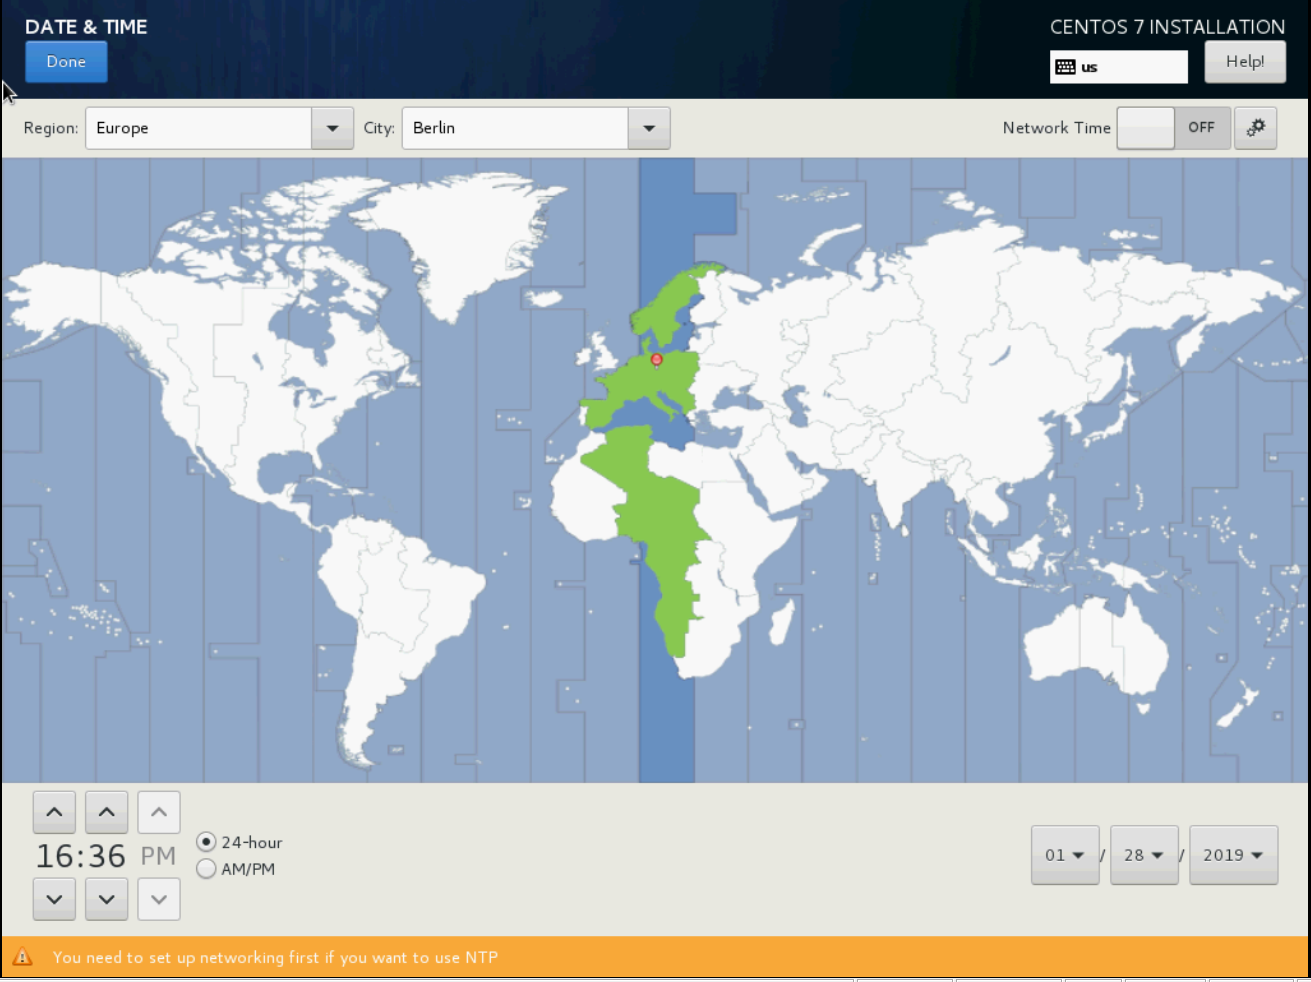 DATE & TIME
CENTOS 7 INSTALLATION
Done
us
Help!
Region: Europe City: Berlin Network Time OFF
16:36 PM
24-hour
AM/PM
01 / 28 / 2019
You need to set up networking first if you want to use NTP